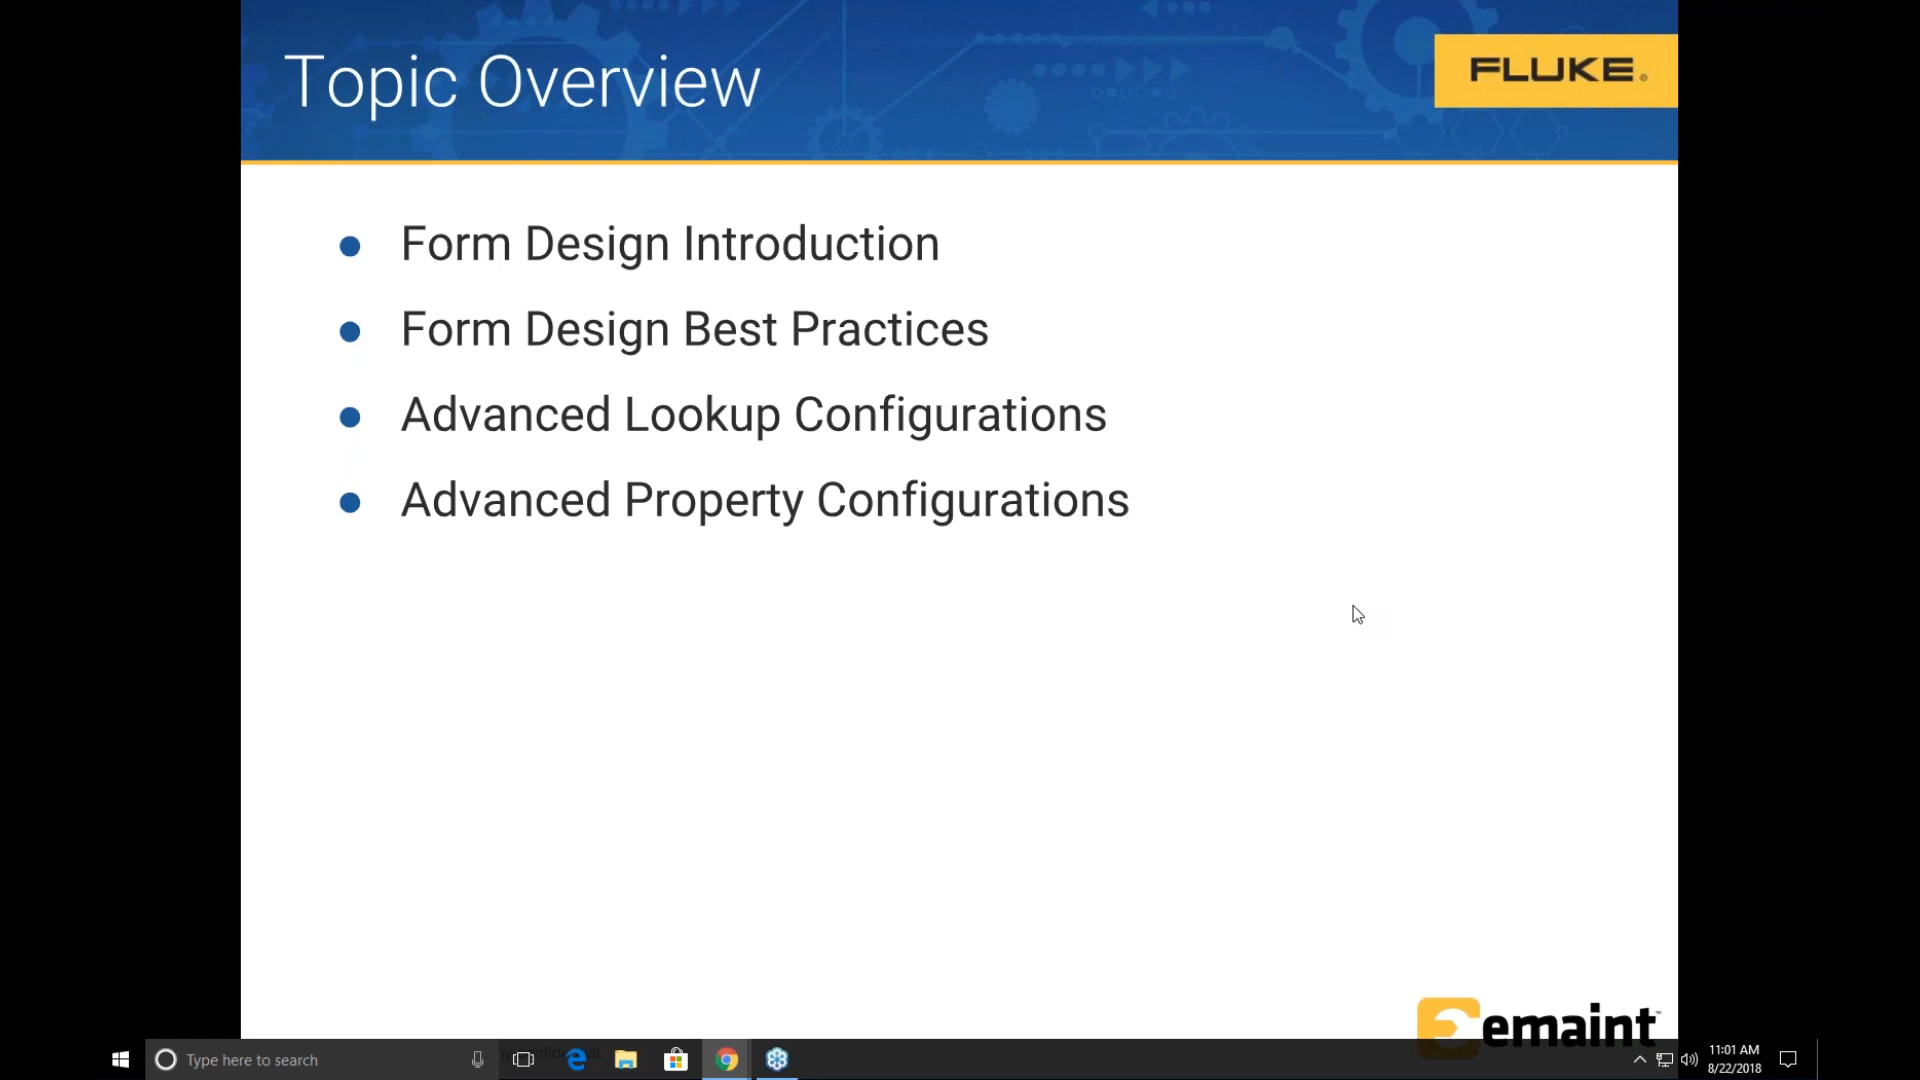 Topic Overview
FLUKE®
Form Design Introduction
Form Design Best Practices
Advanced Lookup Configurations
Advanced Property Configurations
emaint™
Type here to search
11:01 AM
8/22/2018